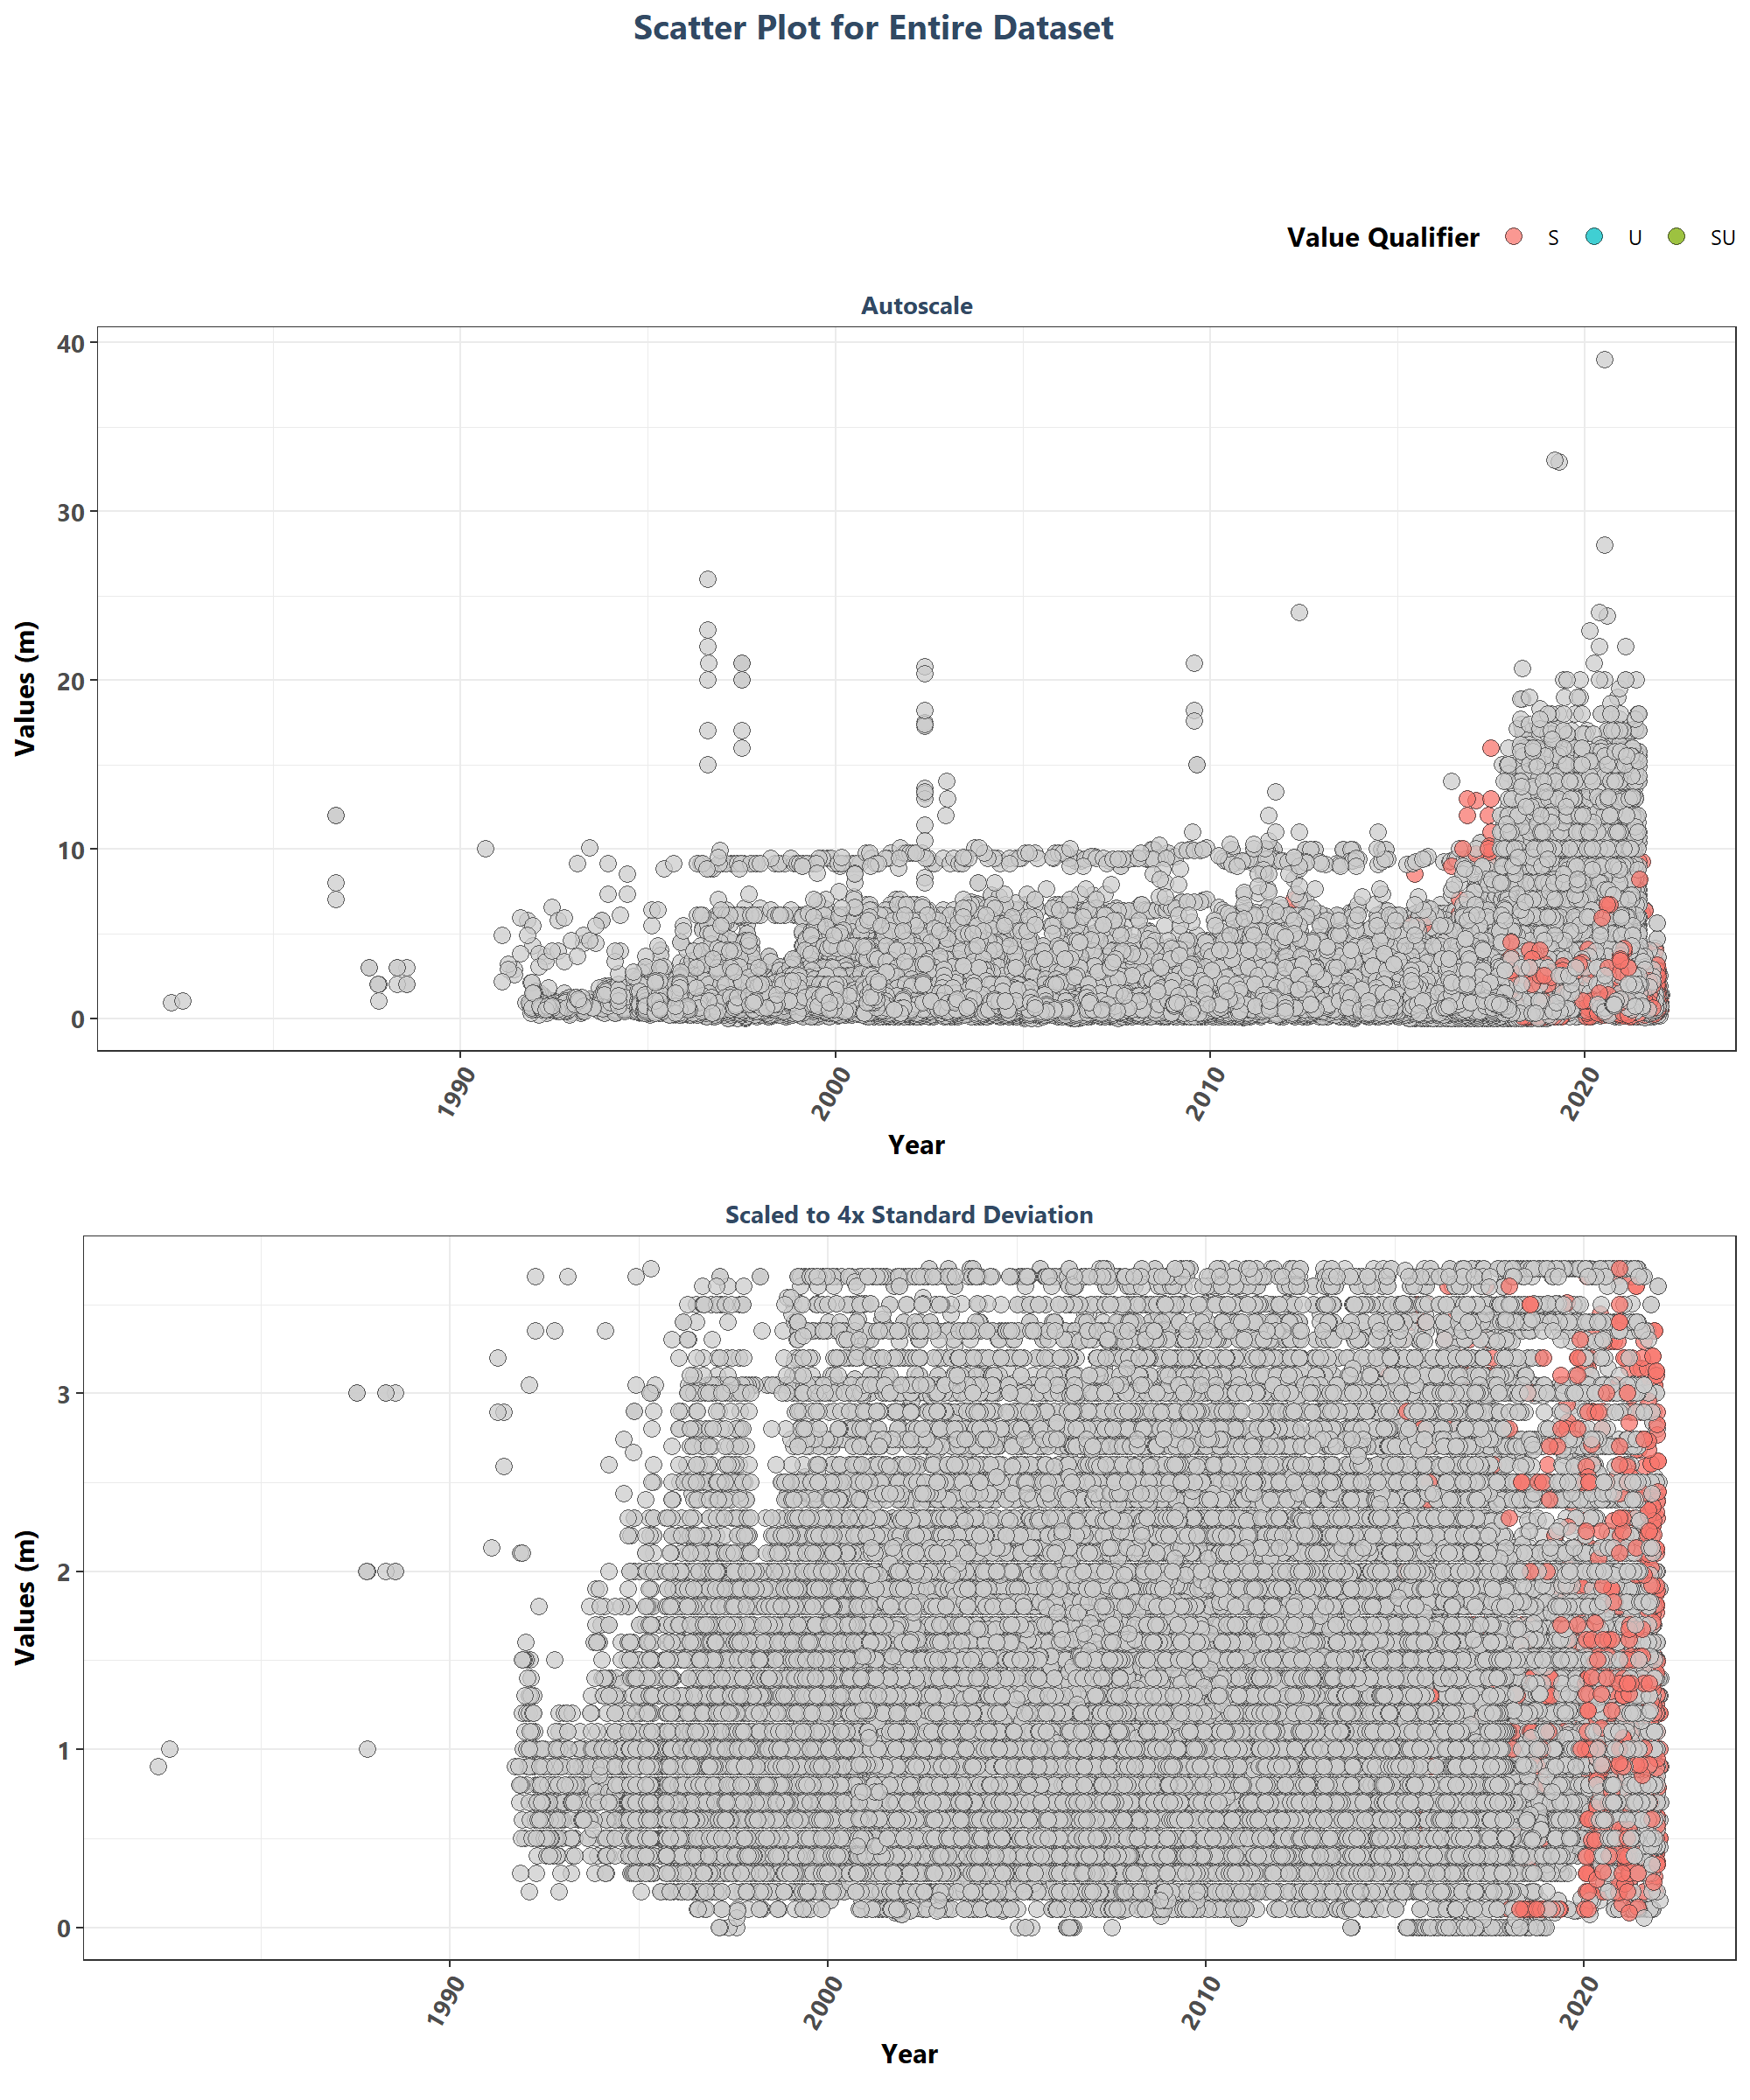 Scatter Plot for Entire Dataset
Value Qualifier S U SU
Autoscale
40
30
20
10
0
Values (m)
1990 2000 2010 2020
Year
Scaled to 4x Standard Deviation
3
2
1
0
Values (m)
1990 2000 2010 2020
Year